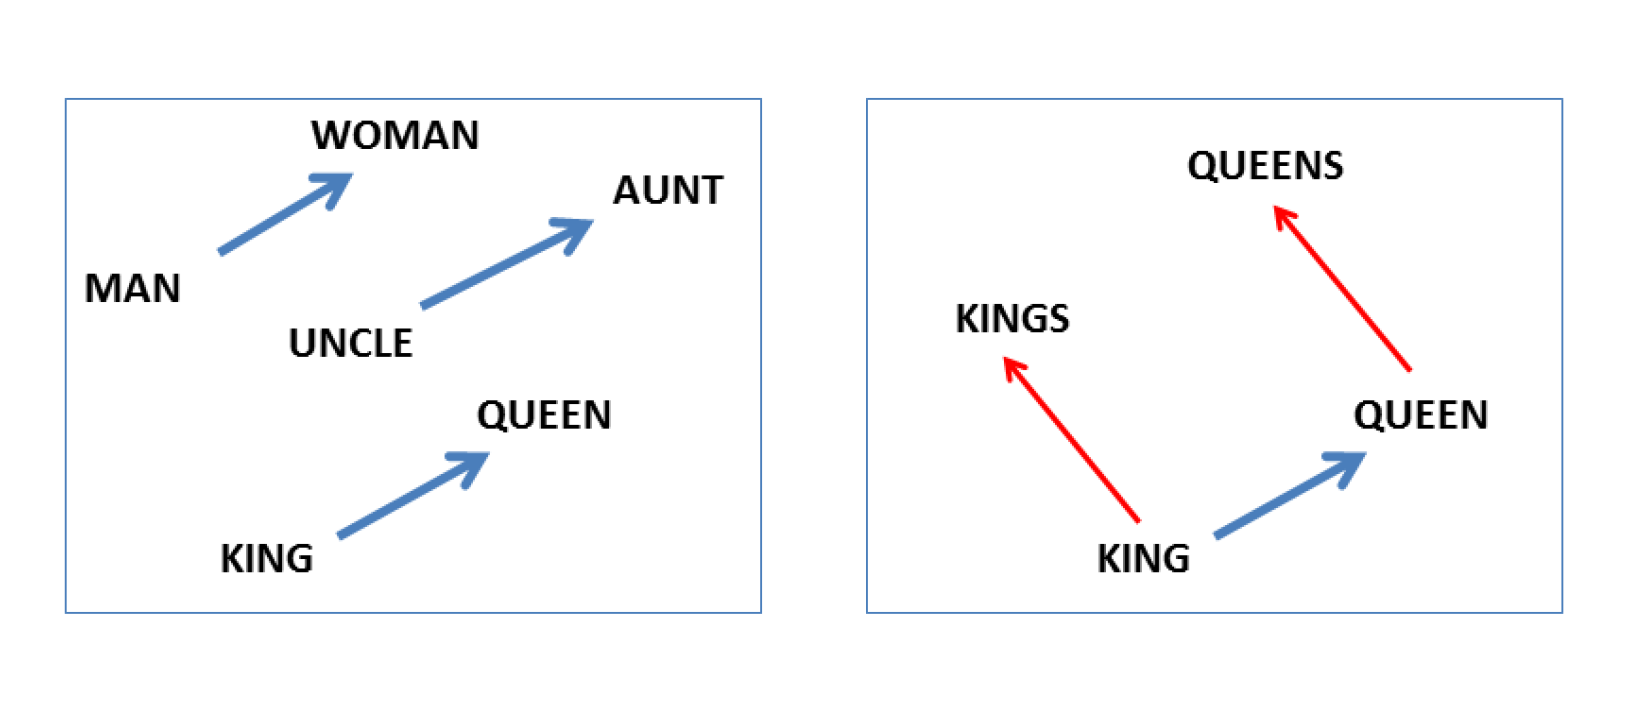 WOMAN
AUNT
MAN
UNCLE
QUEEN
KING
QUEENS
KINGS
QUEEN
KING